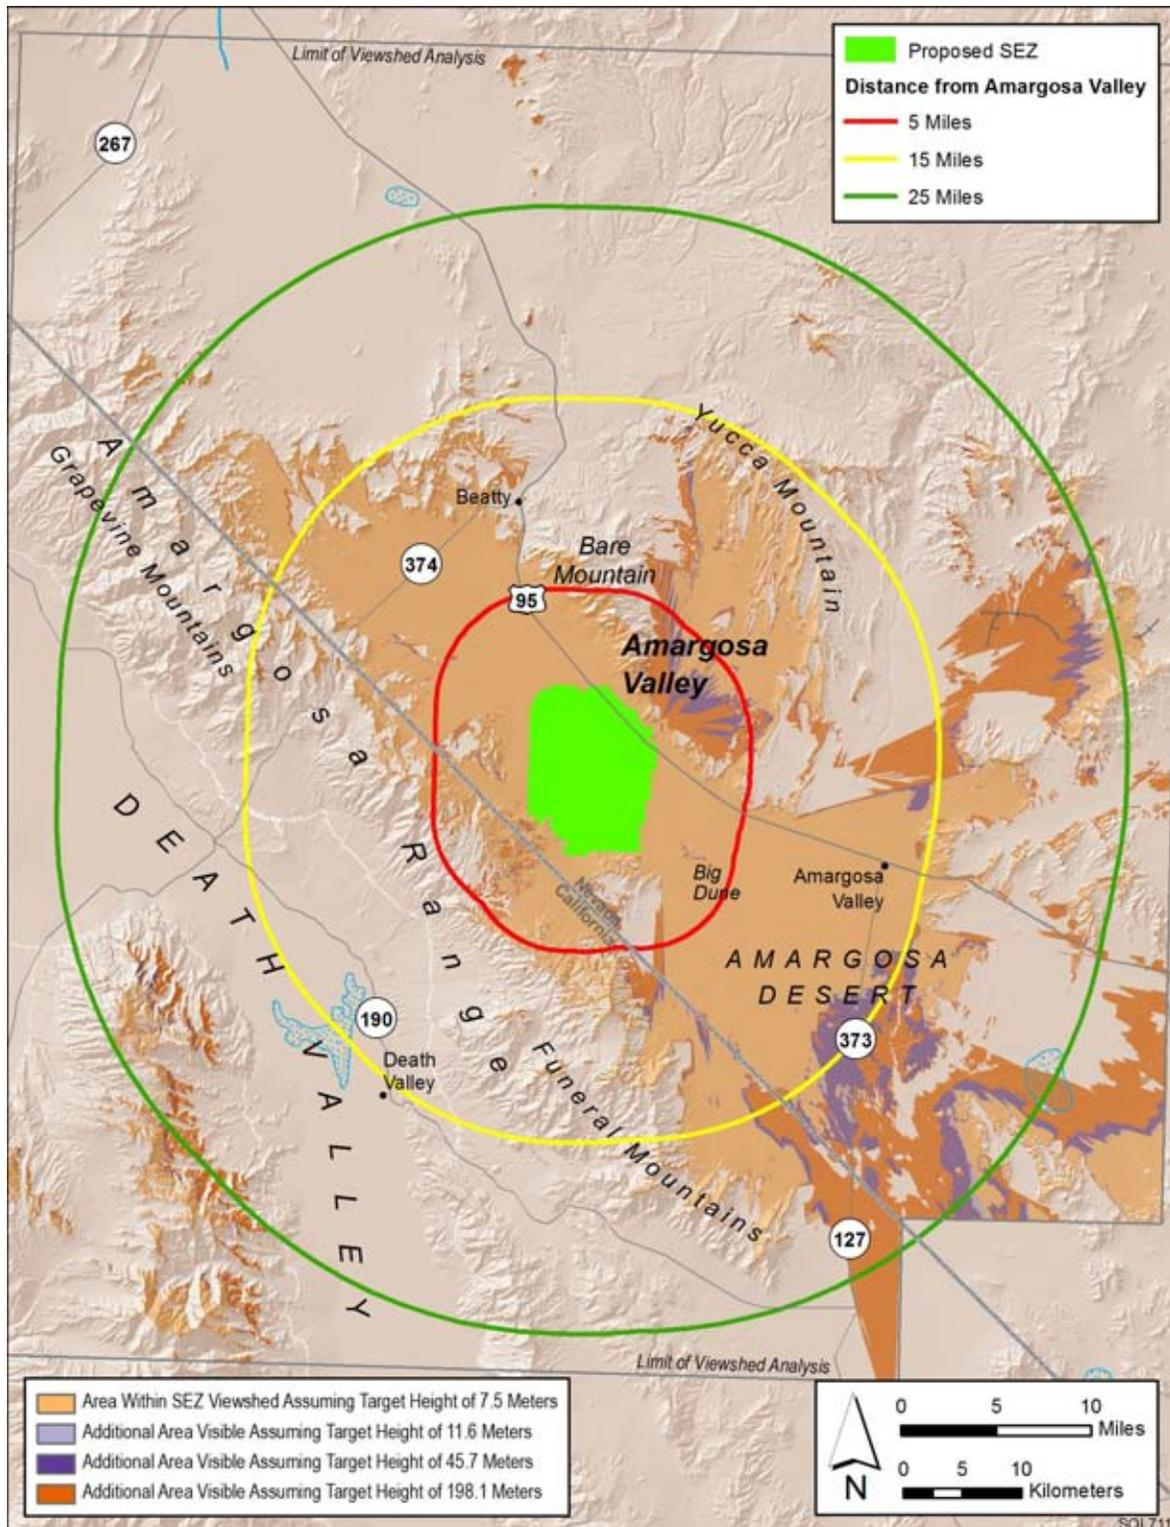 Limit of Viewshed Analysis
Proposed SEZ
Distance from Amargosa Valley
5 Miles
15 Miles
25 Miles
267
Yucca Mountain
Amargosa Range
Grapevine Mountains
Beatty
374
Bare
Mountain
95
Amargosa
Valley
DEATH VALLEY
Big
Dune
Amargosa
Valley
Nevada
California
AMARGOSA
DESERT
190
373
Death
Valley
Funeral Mountains
127
Limit of Viewshed Analysis
Area Within SEZ Viewshed Assuming Target Height of 7.5 Meters
Additional Area Visible Assuming Target Height of 11.6 Meters
Additional Area Visible Assuming Target Height of 45.7 Meters
Additional Area Visible Assuming Target Height of 198.1 Meters
N
0 5 10
Miles
0 5 10
Kilometers